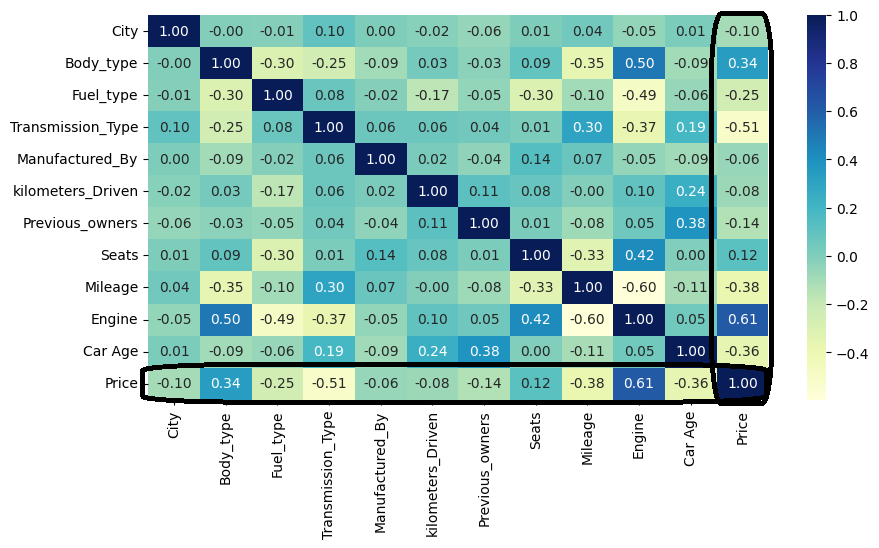 City 1.00 -0.00 -0.01 0.10 0.00 -0.02 -0.06 0.01 0.04 -0.05 0.01 -0.10
Body_type -0.00 1.00 -0.30 -0.25 -0.09 0.03 -0.03 0.09 -0.35 0.50 -0.09 0.34
Fuel_type -0.01 -0.30 1.00 0.08 -0.02 -0.17 -0.05 -0.30 -0.10 -0.49 -0.06 -0.25
Transmission_Type 0.10 -0.25 0.08 1.00 0.06 0.06 0.04 0.01 0.30 -0.37 0.19 -0.51
Manufactured_By 0.00 -0.09 -0.02 0.06 1.00 0.02 -0.04 0.14 0.07 -0.05 -0.09 -0.06
kilometers_Driven -0.02 0.03 -0.17 0.06 0.02 1.00 0.11 0.08 -0.00 0.10 0.24 -0.08
Previous_owners -0.06 -0.03 -0.05 0.04 -0.04 0.11 1.00 0.01 -0.08 0.05 0.38 -0.14
Seats 0.01 0.09 -0.30 0.01 0.14 0.08 0.01 1.00 -0.33 0.42 0.00 0.12
Mileage 0.04 -0.35 -0.10 0.30 0.07 -0.00 -0.08 -0.33 1.00 -0.60 -0.11 -0.38
Engine -0.05 0.50 -0.49 -0.37 -0.05 0.10 0.05 0.42 -0.60 1.00 0.05 0.61
Car Age 0.01 -0.09 -0.06 0.19 -0.09 0.24 0.38 0.00 -0.11 0.05 1.00 -0.36
Price -0.10 0.34 -0.25 -0.51 -0.06 -0.08 -0.14 0.12 -0.38 0.61 -0.36 1.00
City
Body_type
Fuel_type
Transmission_Type
Manufactured_By
kilometers_Driven
Previous_owners
Seats
Mileage
Engine
Car Age
Price
1.0
0.8
0.6
0.4
0.2
0.0
−0.2
−0.4